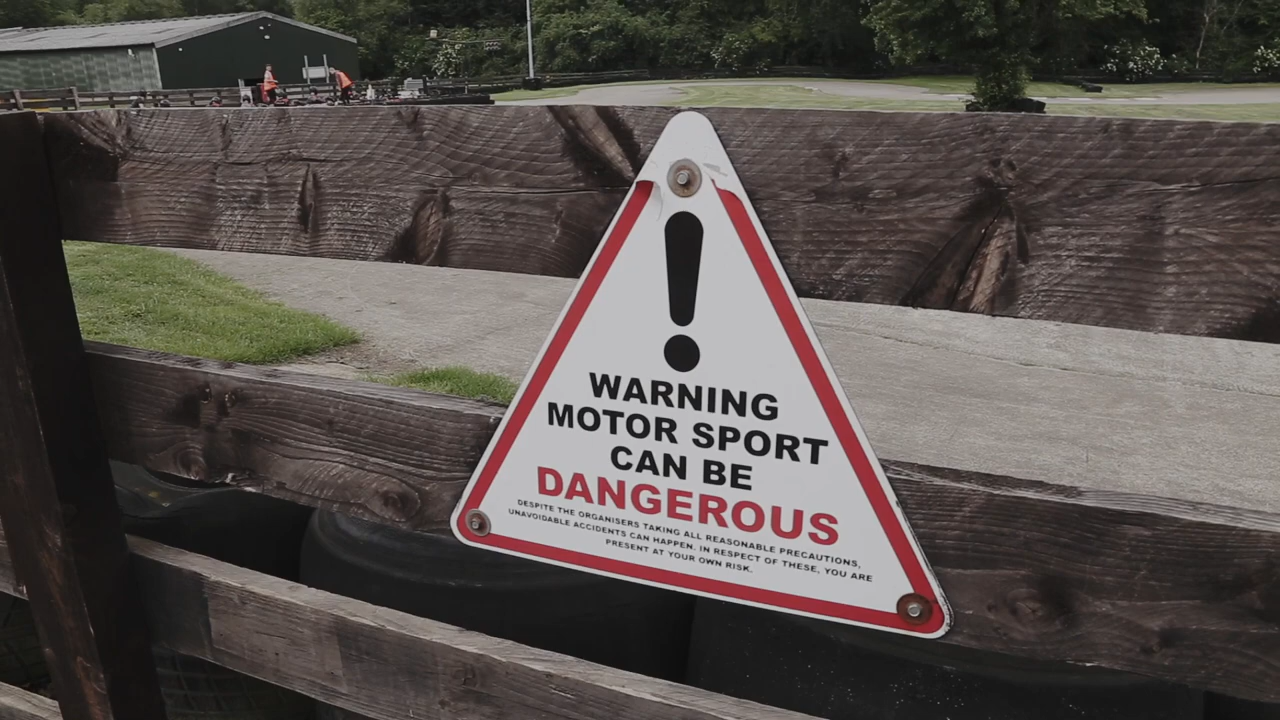 !
WARNING
MOTOR SPORT
CAN BE
DANGEROUS
DESPITE THE ORGANISERS TAKING ALL REASONABLE PRECAUTIONS,
UNAVOIDABLE ACCIDENTS CAN HAPPEN. IN RESPECT OF THESE, YOU ARE
PRESENT AT YOUR OWN RISK.